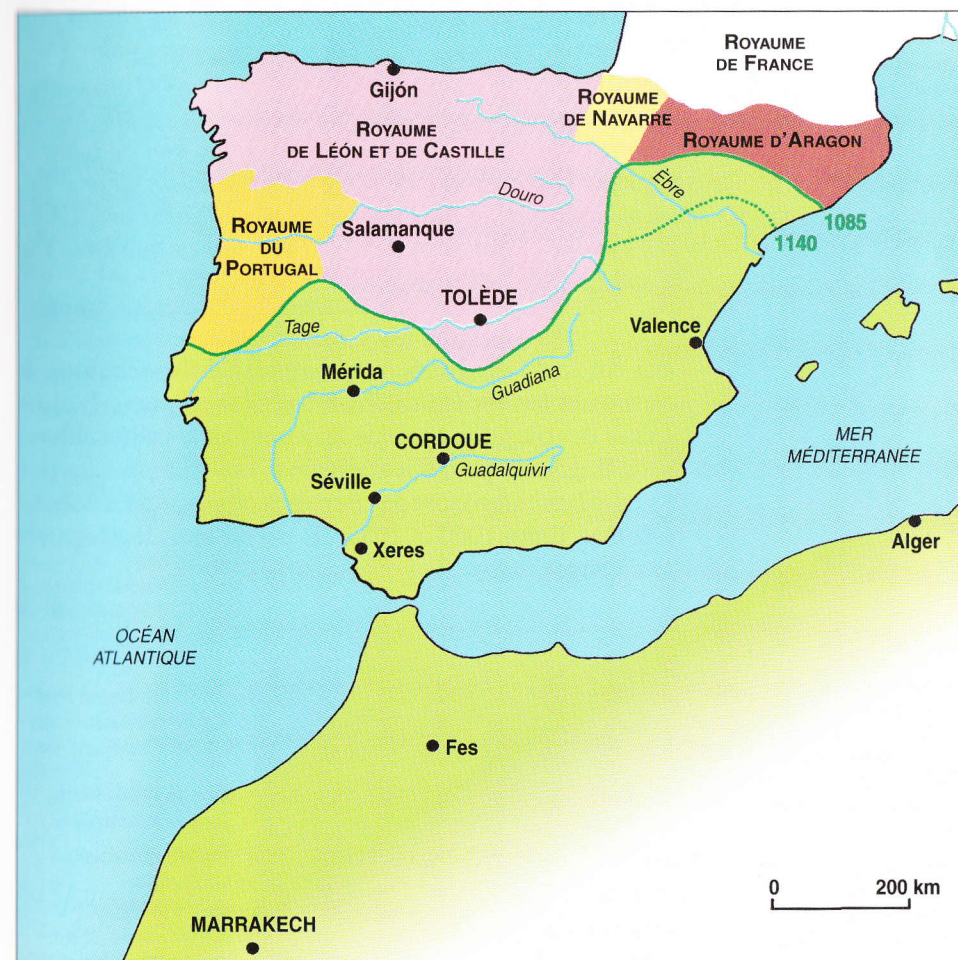 ROYAUME
DE FRANCE
Gijón
ROYAUME
DE NAVARRE
ROYAUME
DE LÉÓN ET DE CASTILLE
ROYAUME D'ARAGON
Douro
Èbre
1085
1140
ROYAUME
DU
PORTUGAL
Salamanque
TOLÈDE
Tage
Valence
Mérida
Guadiana
CORDOUE
Guadalquivir
Séville
MER
MÉDITERRANÉE
Xeres
Alger
OCÉAN
ATLANTIQUE
Fes
0 200 km
MARRAKECH